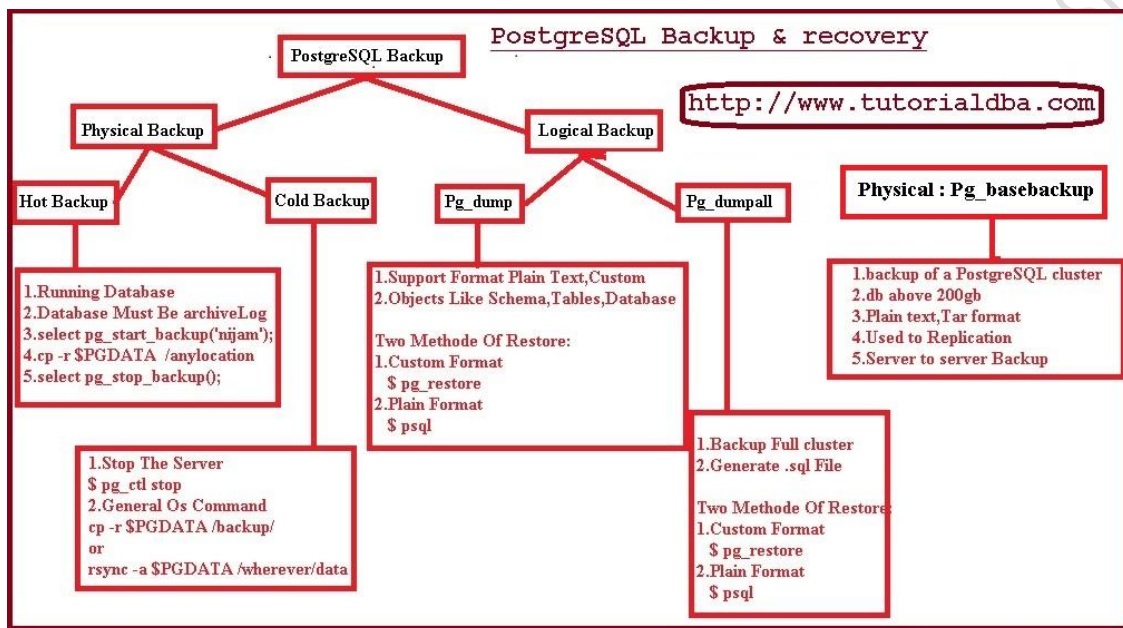 PostgreSQL Backup & recovery
PostgreSQL Backup
http://www.tutorialdba.com
Physical Backup
Logical Backup
Hot Backup
Cold Backup
Pg_dump
Pg_dumpall
Physical : Pg_basebackup
1.Running Database
2.Database Must Be archiveLog
3.select pg_start_backup('nijam');
4.cp -r $PGDATA /anylocation
5.select pg_stop_backup();
1.Stop The Server
$ pg_ctl stop
2.General Os Command
cp -r $PGDATA /backup/
or
rsync -a $PGDATA /wherever/data
1.Support Format Plain Text,Custom
2.Objects Like Schema,Tables,Database
Two Methode Of Restore:
1.Custom Format
$ pg_restore
2.Plain Format
$ psql
1.Backup Full cluster
2.Generate .sql File
Two Methode Of Restore:
1.Custom Format
$ pg_restore
2.Plain Format
$ psql
1.backup of a PostgreSQL cluster
2.db above 200gb
3.Plain text,Tar format
4.Used to Replication
5.Server to server Backup